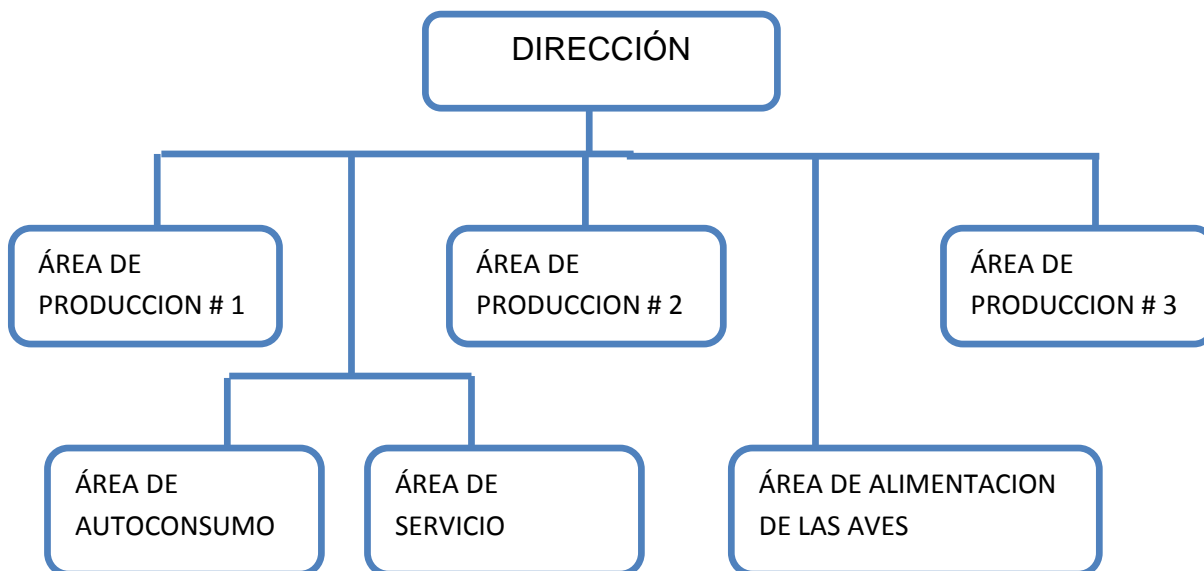 DIRECCIÓN
ÁREA DE
PRODUCCION # 1
ÁREA DE
PRODUCCION # 2
ÁREA DE
PRODUCCION # 3
ÁREA DE
AUTOCONSUMO
ÁREA DE
SERVICIO
ÁREA DE ALIMENTACION
DE LAS AVES